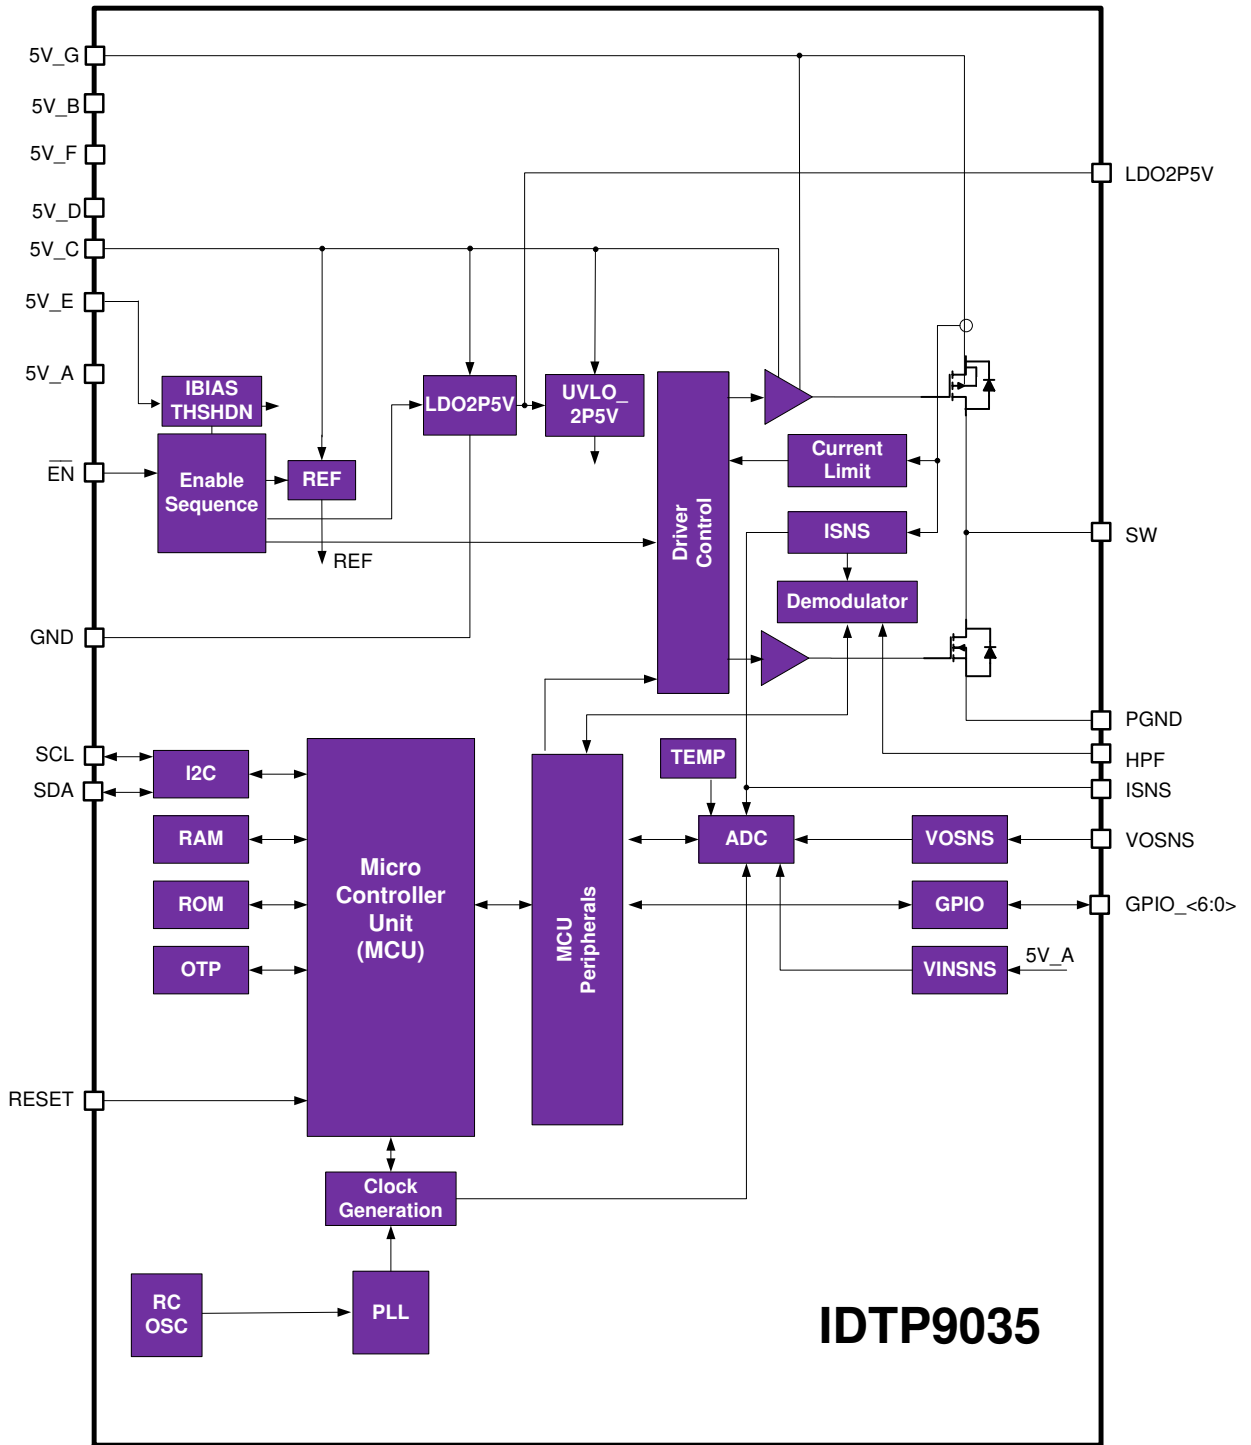 5V_G
5V_B
5V_F
5V_D
5V_C
5V_E
5V_A
EN
GND
SCL
SDA
RESET
LDO2P5V
SW
PGND
HPF
ISNS
VOSNS
GPIO_<6:0>
IBIAS
THSHDN
Enable
Sequence
REF
REF
LDO2P5V
UVLO_
2P5V
Driver
Control
Current
Limit
ISNS
Demodulator
I2C
RAM
ROM
OTP
Micro
Controller
Unit
(MCU)
MCU
Peripherals
TEMP
ADC
VOSNS
GPIO
VINSNS
5V_A
Clock
Generation
RC
OSC
PLL
IDTP9035